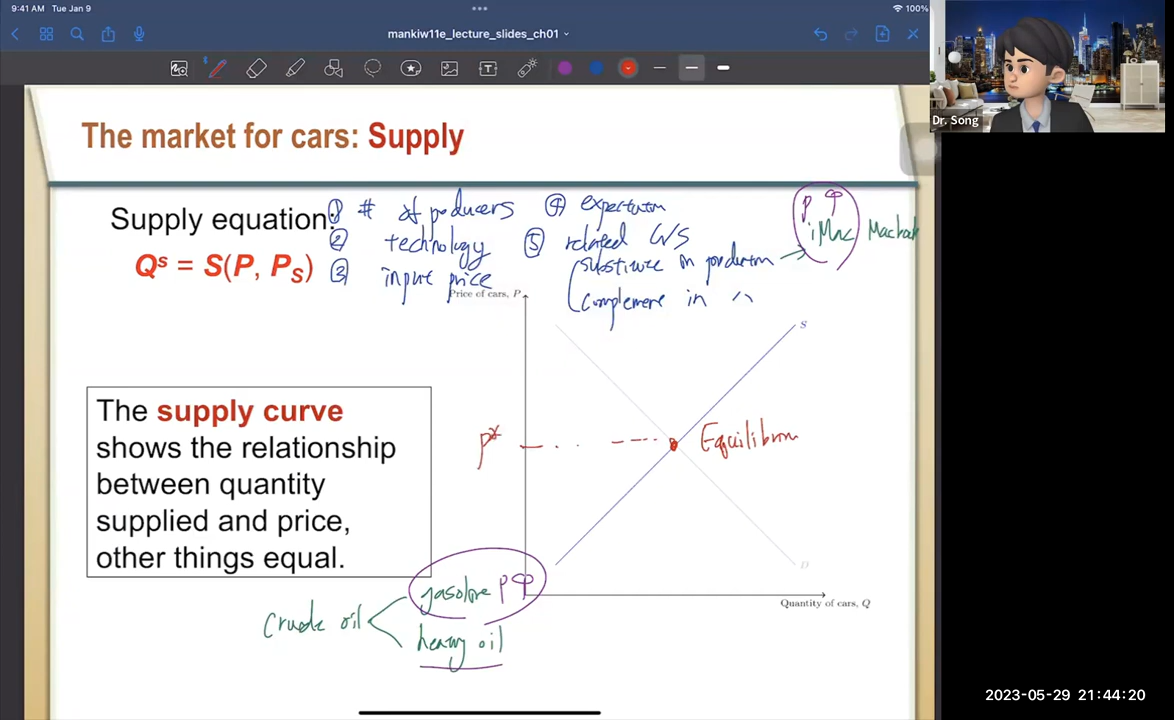 9:41 AM Tue Jan 9
100%
mankiw11e_lecture_slides_ch01
Dr. Song
The market for cars: Supply
Supply equation:
Qˢ = S(P, Pₛ)
① # of producers
② technology
③ input price
④ expectation
⑤ related G/S
substitute in production
complement in 〃
P ↑
iMac
Price of cars, P
S
P*
Equilibrium
D
Quantity of cars, Q
The supply curve
shows the relationship
between quantity
supplied and price,
other things equal.
Crude oil
gasoline P ↑
heavy oil
2023-05-29 21:44:20